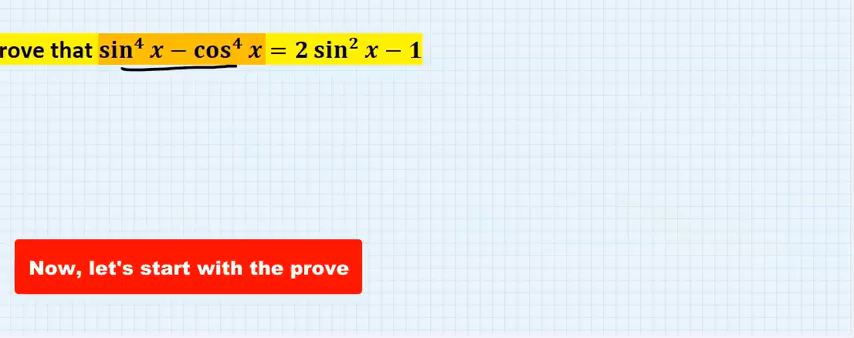 rove that sin⁴ x − cos⁴ x = 2 sin² x − 1
Now, let's start with the prove